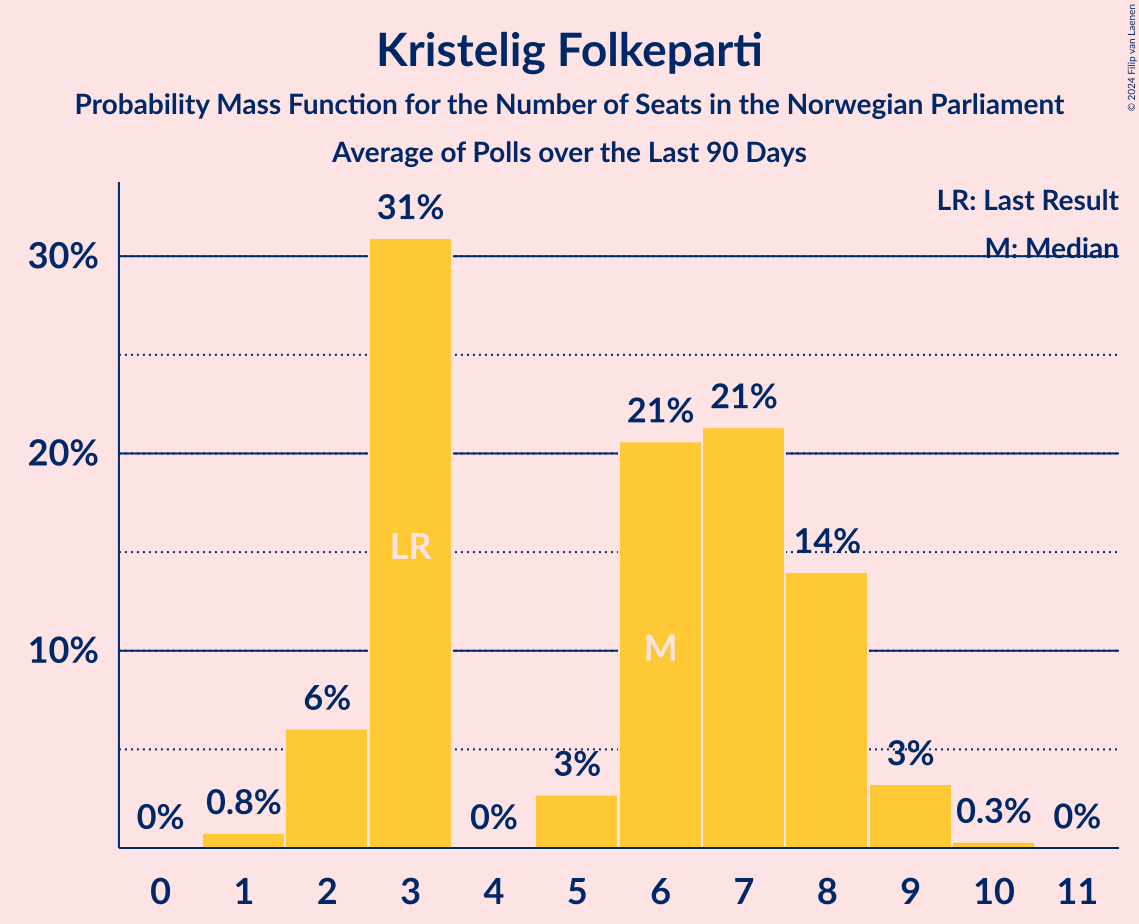 Kristelig Folkeparti
Probability Mass Function for the Number of Seats in the Norwegian Parliament
Average of Polls over the Last 90 Days
© 2024 Filip van Laenen
LR: Last Result
M: Median
30%
20%
10%
0%
0.8%
6%
31%
0%
3%
21%
21%
14%
3%
0.3%
0%
LR
M
0 1 2 3 4 5 6 7 8 9 10 11